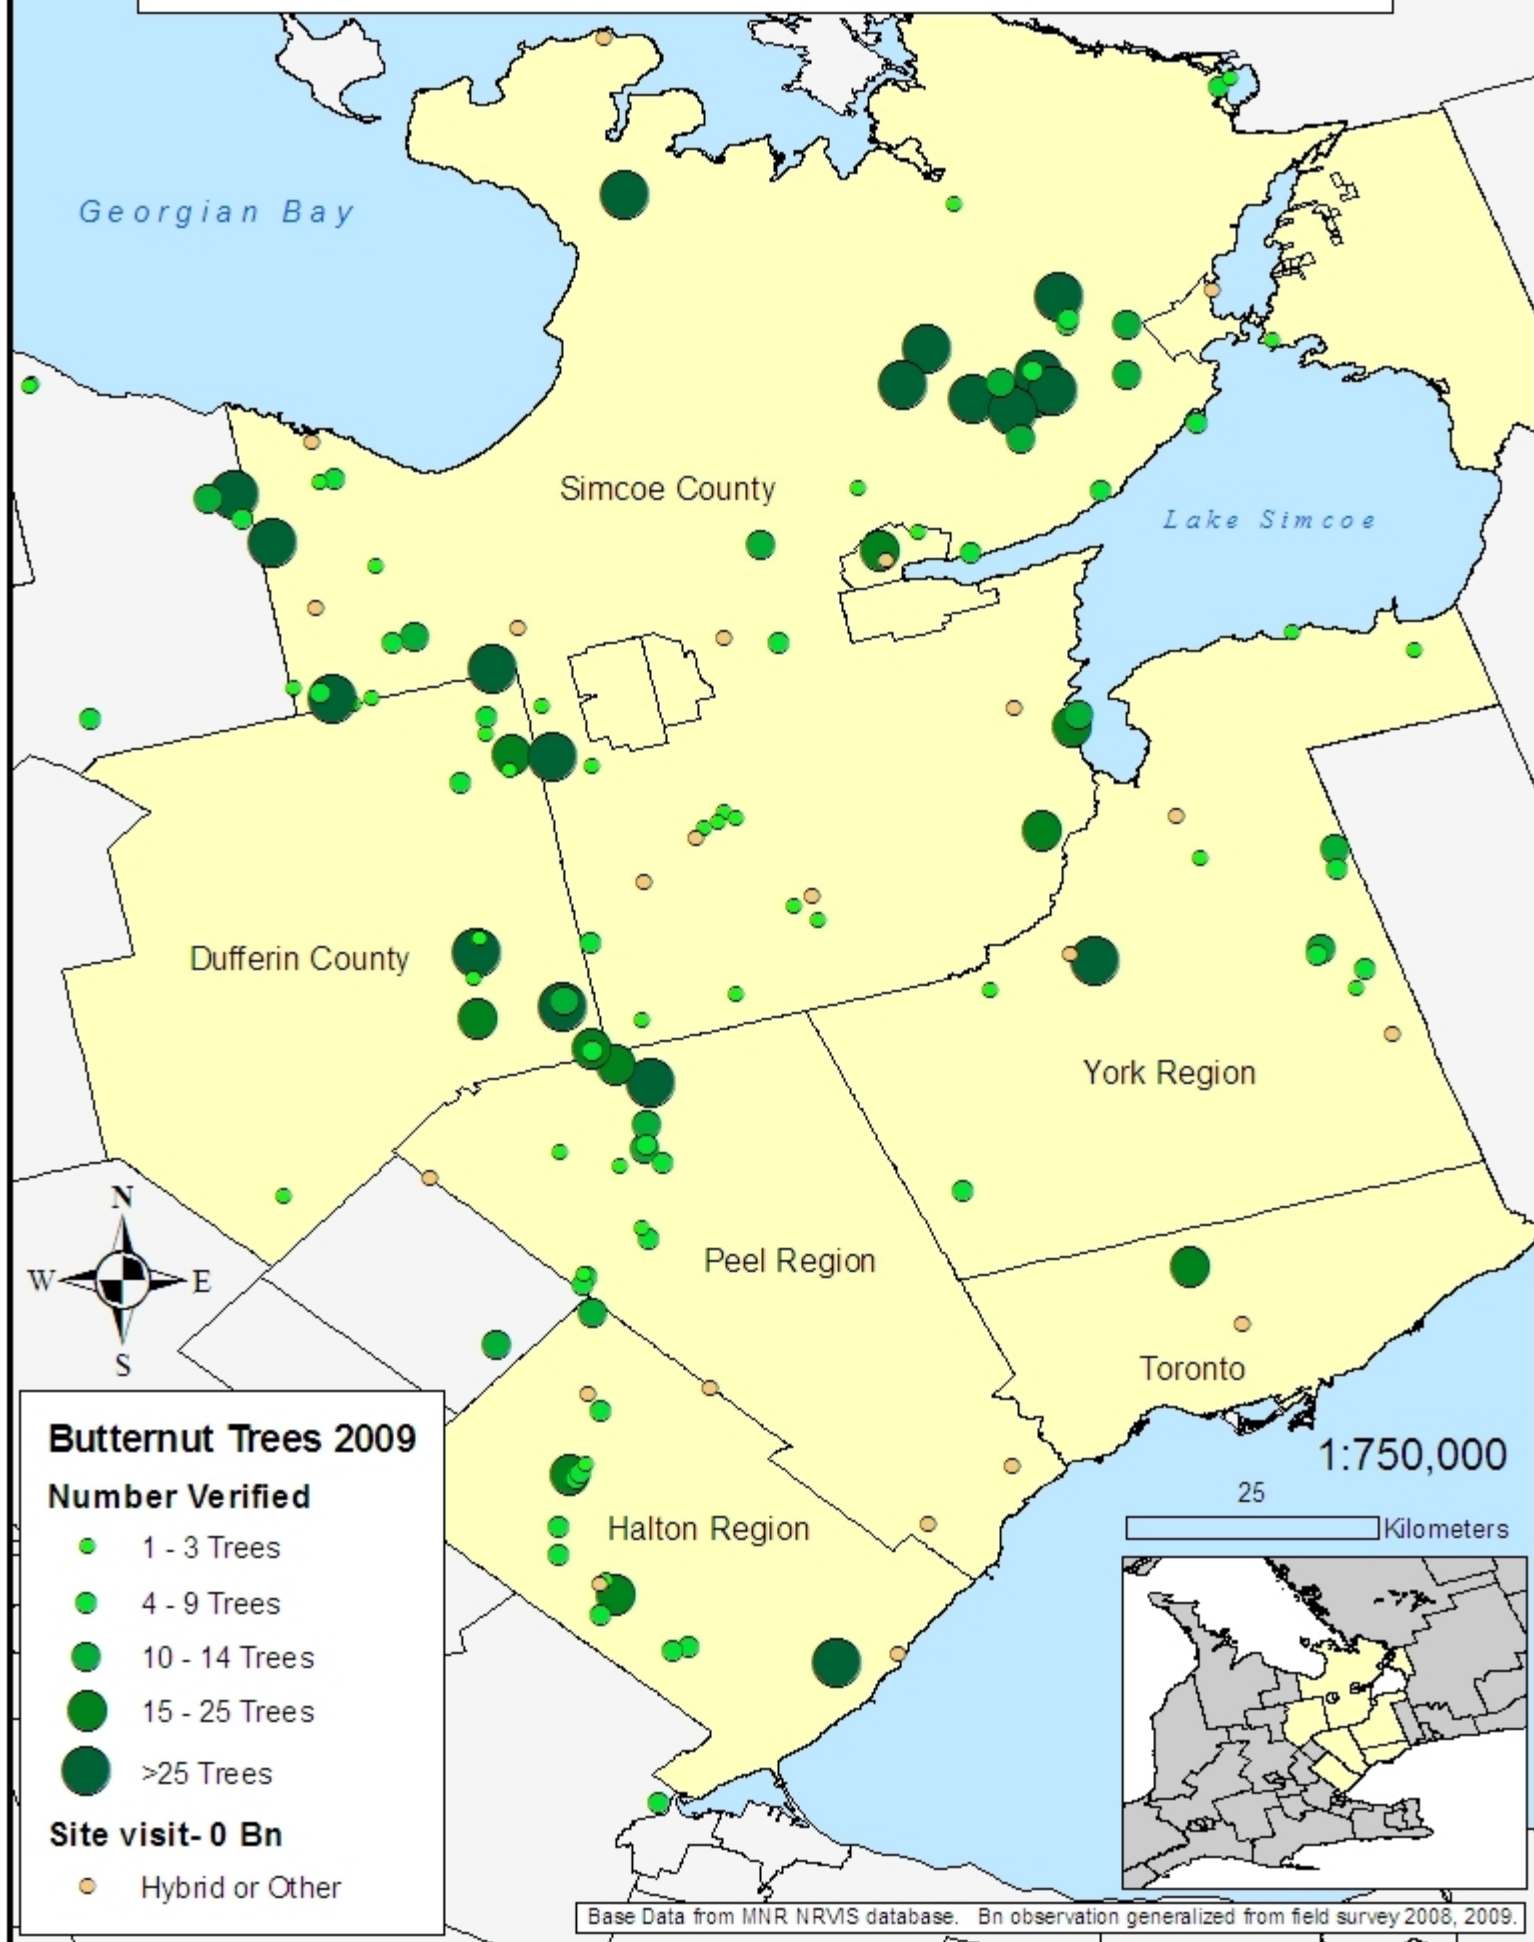 Georgian Bay
Simcoe County
Lake Simcoe
Dufferin County
York Region
N
W E
S
Peel Region
Toronto
Halton Region
1:750,000
25
Kilometers
Butternut Trees 2009
Number Verified
1 - 3 Trees
4 - 9 Trees
10 - 14 Trees
15 - 25 Trees
>25 Trees
Site visit- 0 Bn
Hybrid or Other
Base Data from MNR NRVIS database. Bn observation generalized from field survey 2008, 2009.